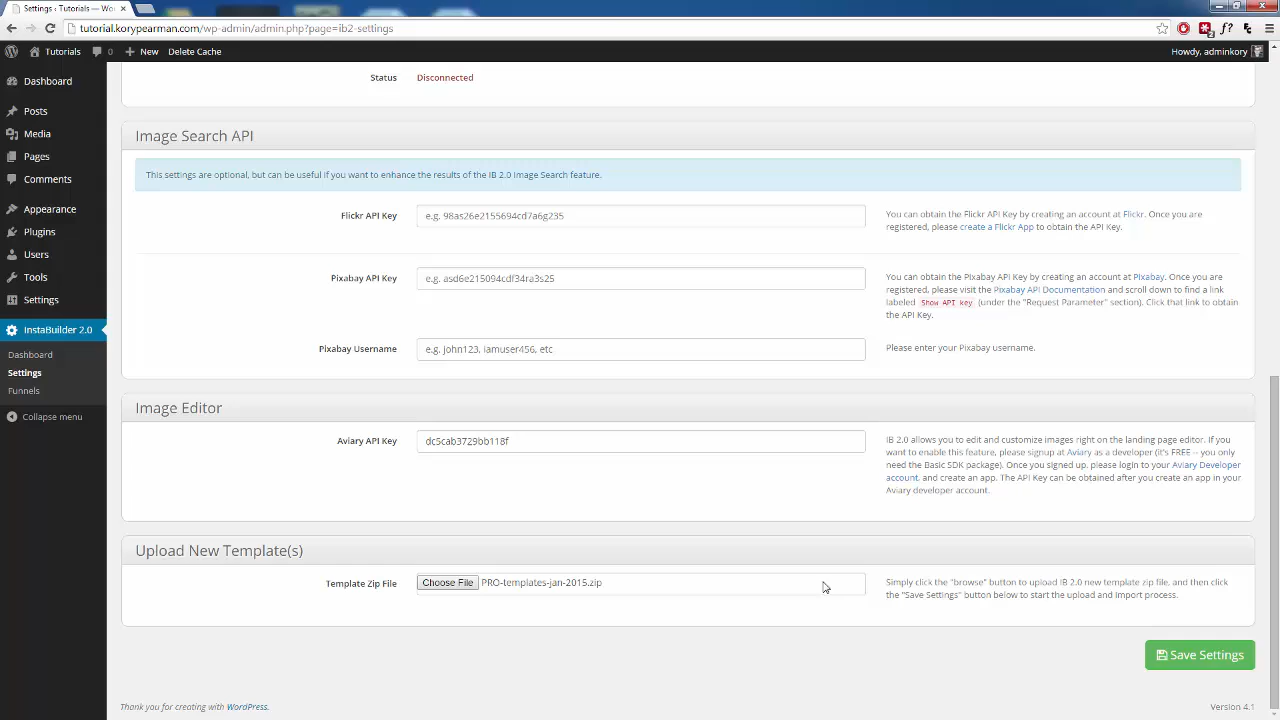 Settings ‹ Tutorials — Wo
tutorial.korypearman.com/wp-admin/admin.php?page=ib2-settings
Tutorials 0 + New Delete Cache Howdy, adminkory
Dashboard
Posts
Media
Pages
Comments
Appearance
Plugins
Users
Tools
Settings
InstaBuilder 2.0
Dashboard
Settings
Funnels
Collapse menu
Status Disconnected
Image Search API
This settings are optional, but can be useful if you want to enhance the results of the IB 2.0 Image Search feature.
Flickr API Key e.g. 98as26e2155694cd7a6g235
You can obtain the Flickr API Key by creating an account at Flickr. Once you are
registered, please create a Flickr App to obtain the API Key.
Pixabay API Key e.g. asd6e215094cdf34ra3s25
You can obtain the Pixabay API Key by creating an account at Pixabay. Once you are
registered, please visit the Pixabay API Documentation and scroll down to find a link
labeled Show API key (under the "Request Parameter" section). Click that link to obtain
the API Key.
Pixabay Username e.g. john123, iamuser456, etc Please enter your Pixabay username.
Image Editor
Aviary API Key dc5cab3729bb118f
IB 2.0 allows you to edit and customize images right on the landing page editor. If you
want to enable this feature, please signup at Aviary as a developer (it's FREE -- you only
need the Basic SDK package). Once you signed up, please login to your Aviary Developer
account, and create an app. The API Key can be obtained after you create an app in your
Aviary developer account.
Upload New Template(s)
Template Zip File Choose File PRO-templates-jan-2015.zip
Simply click the "browse" button to upload IB 2.0 new template zip file, and then click
the "Save Settings" button below to start the upload and import process.
Save Settings
Thank you for creating with WordPress. Version 4.1